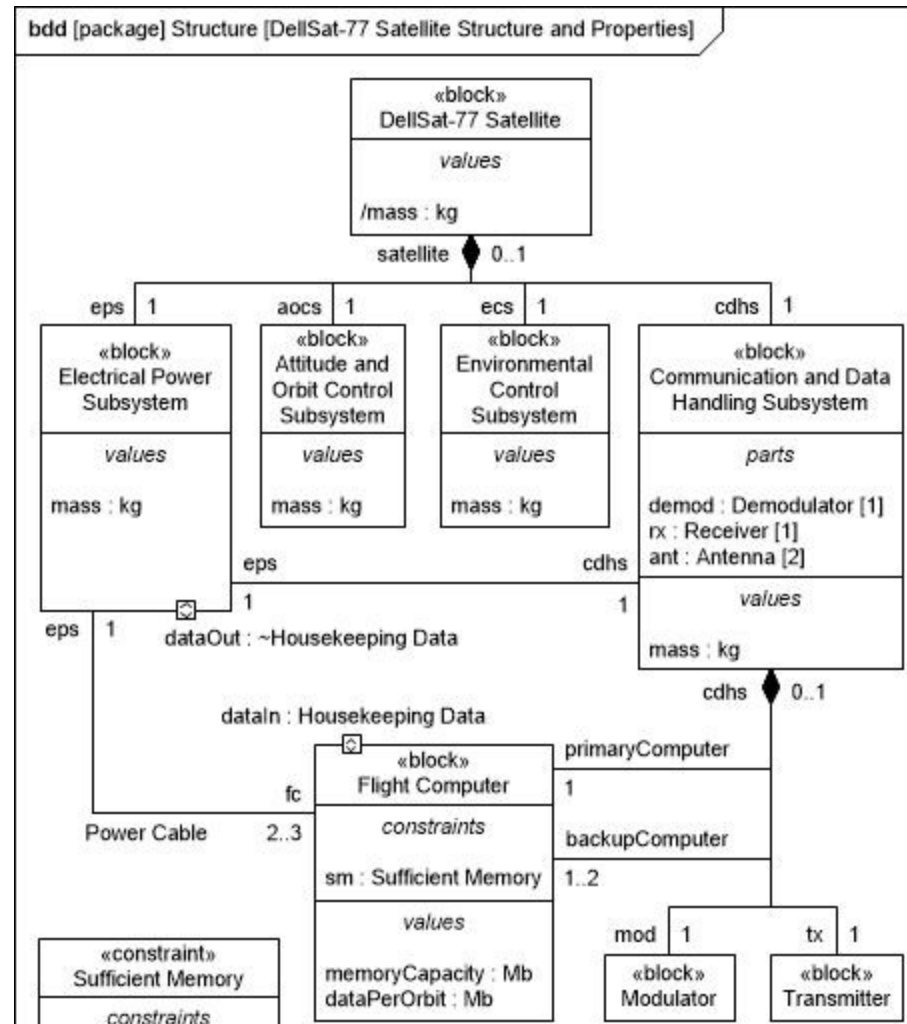 bdd [package] Structure [DellSat-77 Satellite Structure and Properties]
«block»
DellSat-77 Satellite
values
/mass : kg
satellite 0..1
eps 1
aocs 1
ecs 1
cdhs 1
«block»
Electrical Power
Subsystem
values
mass : kg
«block»
Attitude and
Orbit Control
Subsystem
values
mass : kg
«block»
Environmental
Control
Subsystem
values
mass : kg
«block»
Communication and Data
Handling Subsystem
parts
demod : Demodulator [1]
rx : Receiver [1]
ant : Antenna [2]
values
mass : kg
eps
1
cdhs
1
eps 1
dataOut : ~Housekeeping Data
cdhs 0..1
dataIn : Housekeeping Data
fc
Power Cable 2..3
«block»
Flight Computer
constraints
sm : Sufficient Memory
values
memoryCapacity : Mb
dataPerOrbit : Mb
primaryComputer
1
backupComputer
1..2
mod 1
tx 1
«block»
Modulator
«block»
Transmitter
«constraint»
Sufficient Memory
constraints